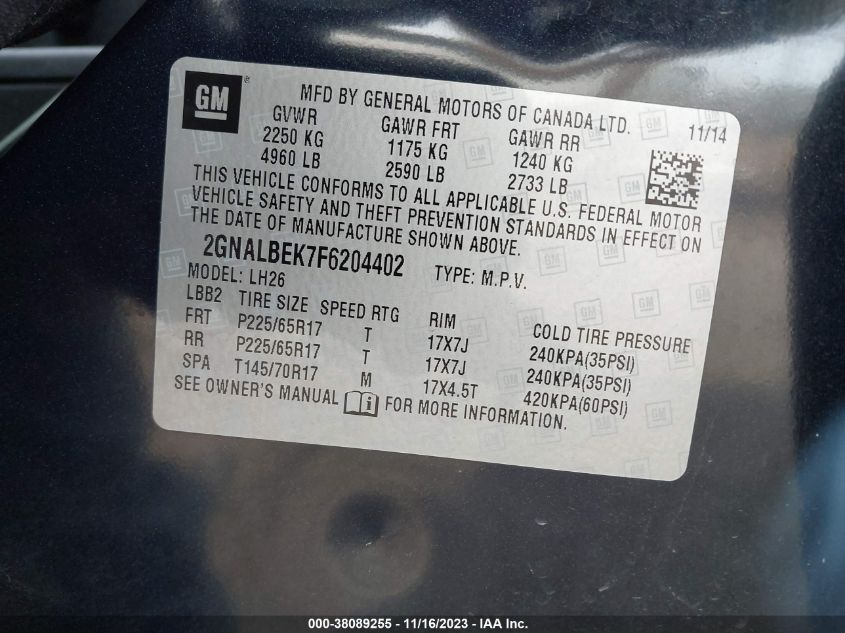 GM ® MFD BY GENERAL MOTORS OF CANADA LTD. 11/14
GVWR GAWR FRT GAWR RR
2250 KG 1175 KG 1240 KG
4960 LB 2590 LB 2733 LB
THIS VEHICLE CONFORMS TO ALL APPLICABLE U.S. FEDERAL MOTOR
VEHICLE SAFETY AND THEFT PREVENTION STANDARDS IN EFFECT ON
THE DATE OF MANUFACTURE SHOWN ABOVE.
2GNALBEK7F6204402 TYPE: M.P.V.
MODEL: LH26
LBB2 TIRE SIZE SPEED RTG RIM COLD TIRE PRESSURE
FRT P225/65R17 T 17X7J 240KPA(35PSI)
RR P225/65R17 T 17X7J 240KPA(35PSI)
SPA T145/70R17 M 17X4.5T 420KPA(60PSI)
SEE OWNER'S MANUAL i FOR MORE INFORMATION.
000-38089255 - 11/16/2023 - IAA Inc.